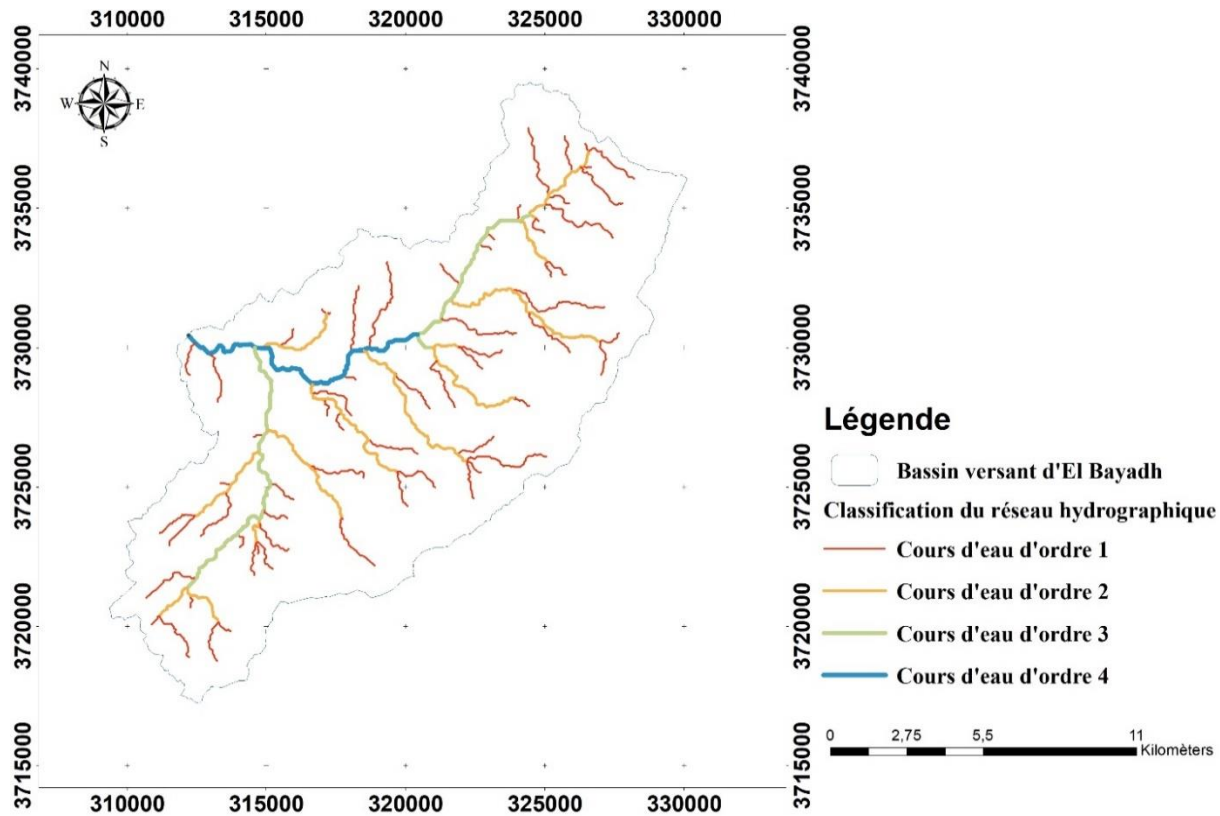 310000 315000 320000 325000 330000
3740000 3740000
N
W E
S
3735000 3735000
3730000 3730000
3725000 3725000
3720000 3720000
3715000 3715000
310000 315000 320000 325000 330000
Légende
Bassin versant d'El Bayadh
Classification du réseau hydrographique
Cours d'eau d'ordre 1
Cours d'eau d'ordre 2
Cours d'eau d'ordre 3
Cours d'eau d'ordre 4
0 2,75 5,5 11
Kilomèters